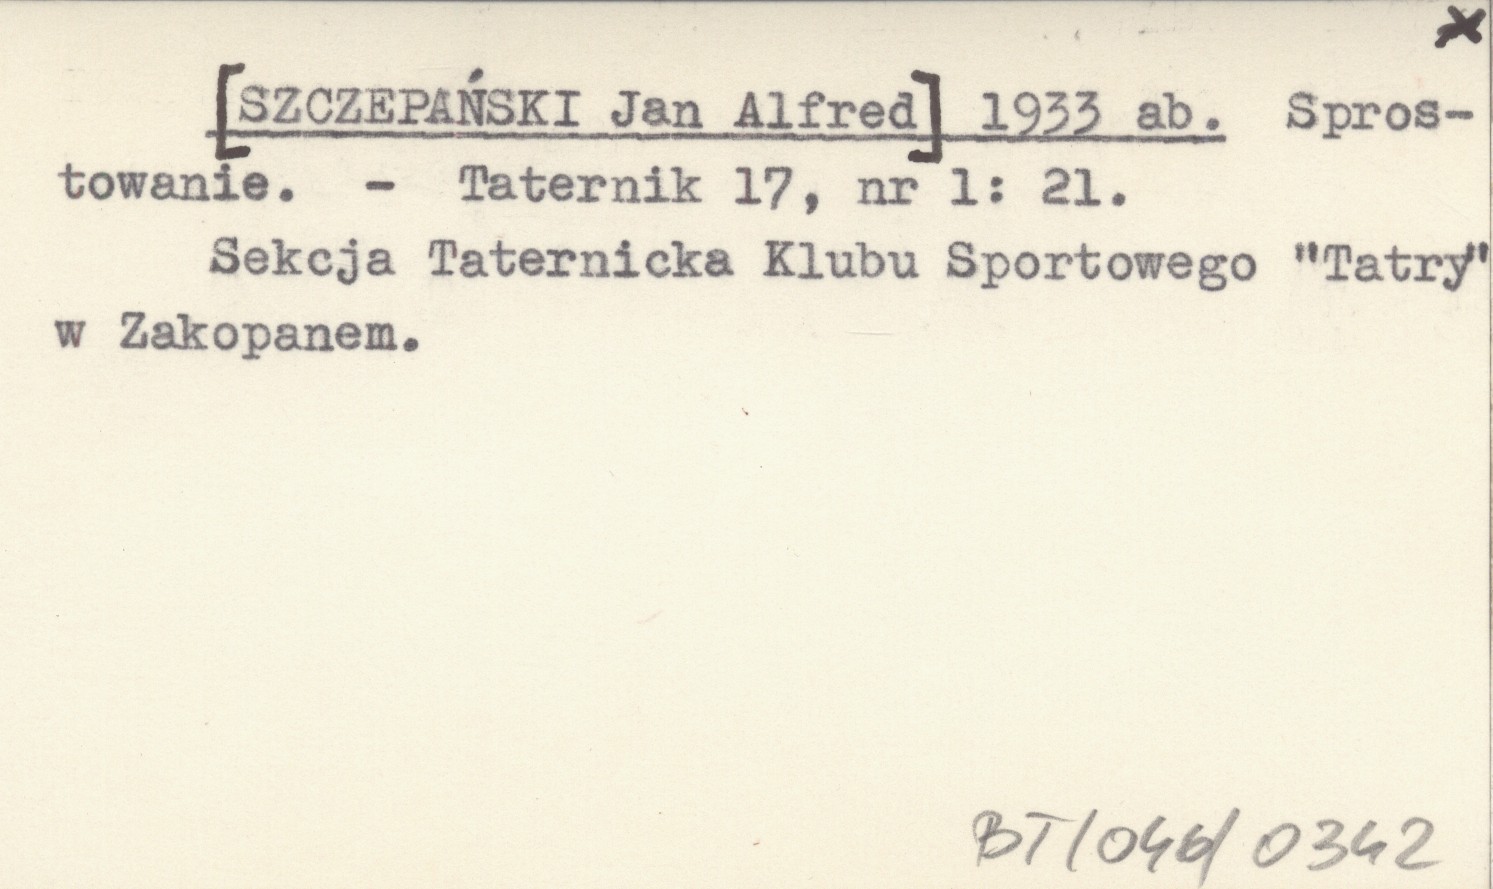 [SZCZEPAŃSKI Jan Alfred] 1933 ab. Spros-
towanie. - Taternik 17, nr 1: 21.
Sekcja Taternicka Klubu Sportowego "Tatry"
w Zakopanem.
BT/046/0342